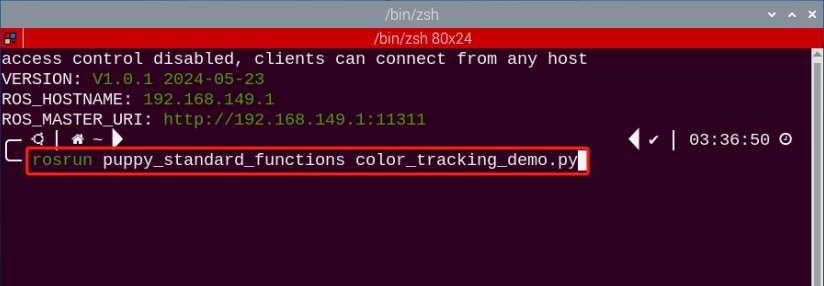 /bin/zsh
/bin/zsh 80x24
access control disabled, clients can connect from any host
VERSION: V1.0.1 2024-05-23
ROS_HOSTNAME: 192.168.149.1
ROS_MASTER_URI: http://192.168.149.1:11311
~ ✔ 03:36:50
rosrun puppy_standard_functions color_tracking_demo.py